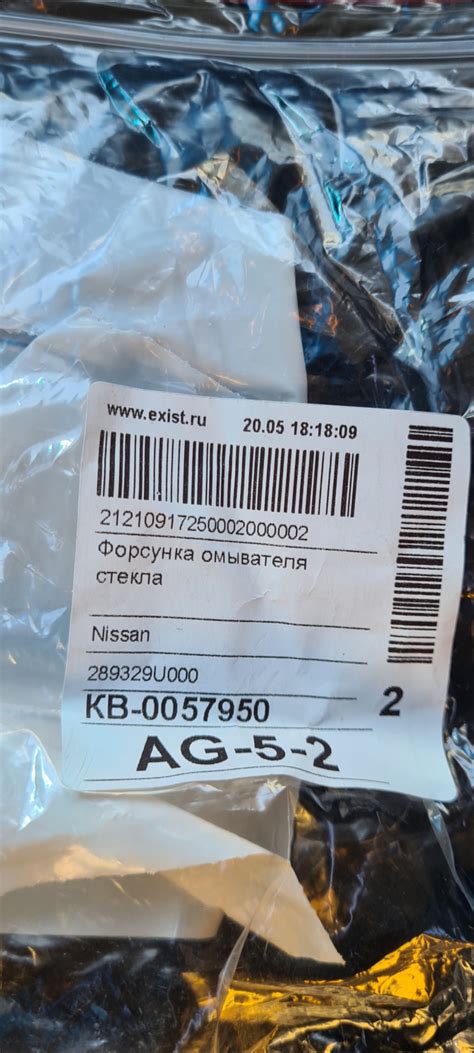 www.exist.ru 20.05 18:18:09
21210917250002000002
Форсунка омывателя
стекла
Nissan
289329U000
КВ-0057950
2
AG-5-2